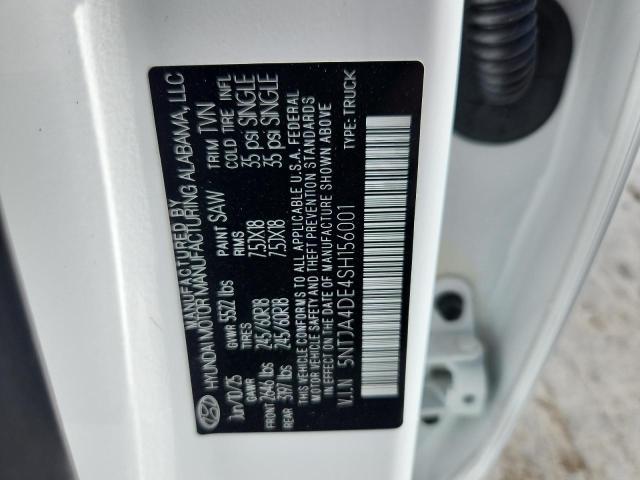 MANUFACTURED BY
HYUNDAI MOTOR MANUFACTURING ALABAMA, LLC
Jun/10/25 PAINT SAW TRIM TVN
GAWR GVWR 5522 lbs TIRES RIMS COLD TIRE INFL
FRONT 2646 lbs 245/60R18 7.5JX18 35 psi SINGLE
REAR 3197 lbs 245/60R18 7.5JX18 35 psi SINGLE
THIS VEHICLE CONFORMS TO ALL APPLICABLE U.S.A. FEDERAL
MOTOR VEHICLE SAFETY AND THEFT PREVENTION STANDARDS
IN EFFECT ON THE DATE OF MANUFACTURE SHOWN ABOVE
V.I.N 5NTJA4DE4SH156001 TYPE:TRUCK